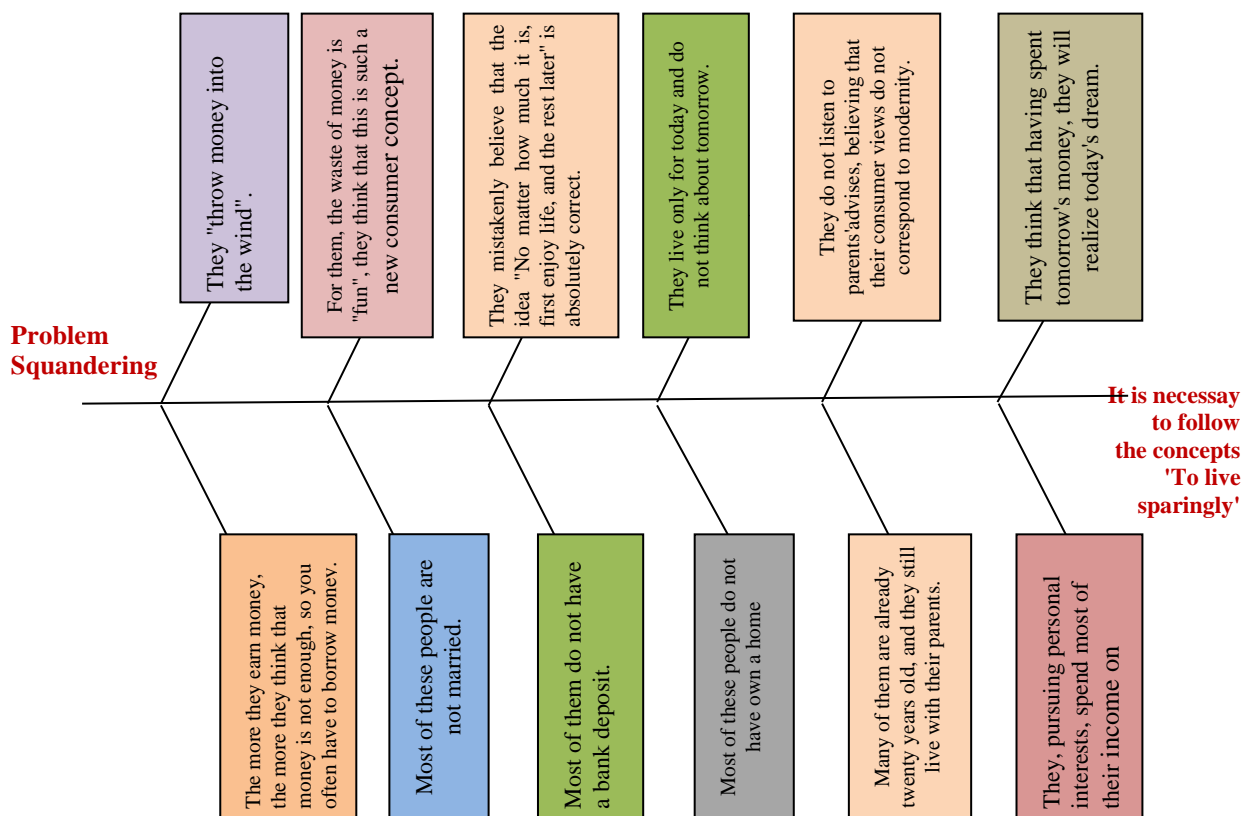 Problem
Squandering
They "throw money into
the wind".
For them, the waste of money is
"fun", they think that this is such a
new consumer concept.
They mistakenly believe that the
idea "No matter how much it is,
first enjoy life, and the rest later" is
absolutely correct.
They live only for today and do
not think about tomorrow.
They do not listen to
parents'advises, believing that
their consumer views do not
correspond to modernity.
They think that having spent
tomorrow's money, they will
realize today's dream.
It is necessay
to follow
the concepts
'To live
sparingly'
The more they earn money,
the more they think that
money is not enough, so you
often have to borrow money.
Most of these people are
not married.
Most of them do not have
a bank deposit.
Most of these people do not
have own a home
Many of them are already
twenty years old, and they still
live with their parents.
They, pursuing personal
interests, spend most of
their income on